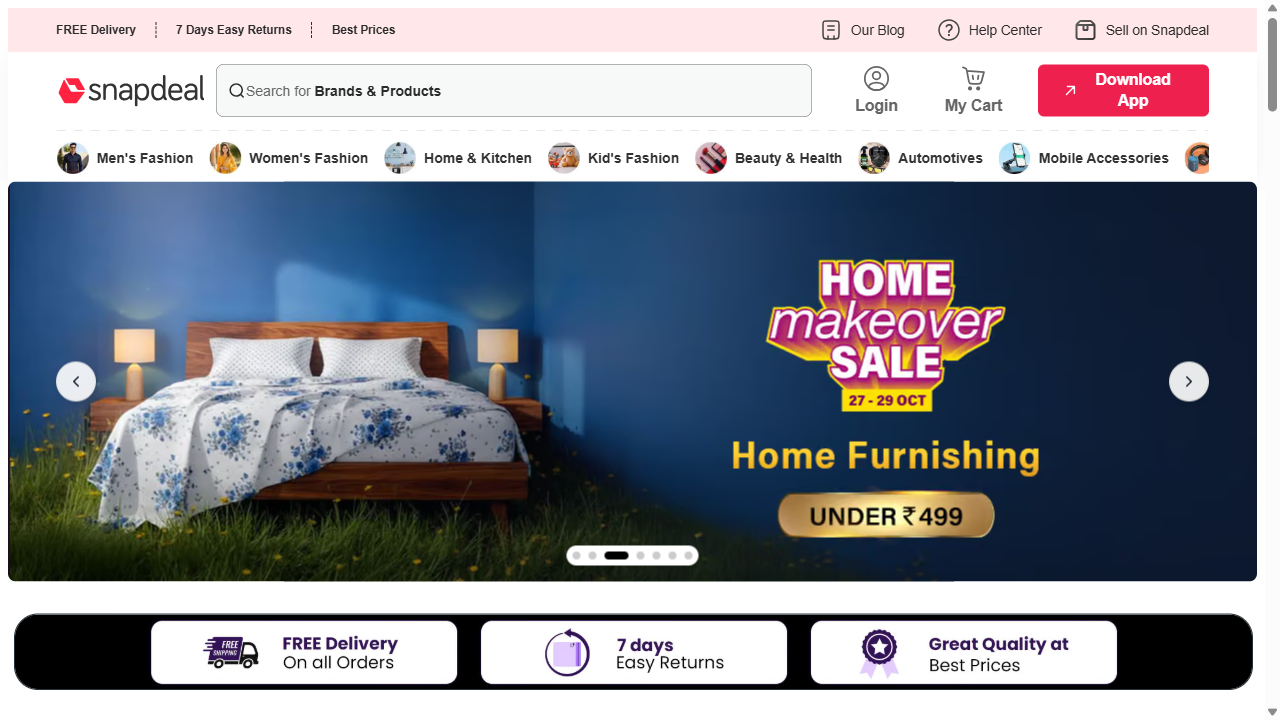 FREE Delivery
7 Days Easy Returns
Best Prices
Our Blog
Help Center
Sell on Snapdeal
snapdeal
Search for Brands & Products
Login
My Cart
Download
App
Men's Fashion
Women's Fashion
Home & Kitchen
Kid's Fashion
Beauty & Health
Automotives
Mobile Accessories
HOME
makeover
SALE
27 - 29 OCT
Home Furnishing
UNDER ₹499
FREE
SHIPPING
FREE Delivery
On all Orders
7 days
Easy Returns
Great Quality at
Best Prices